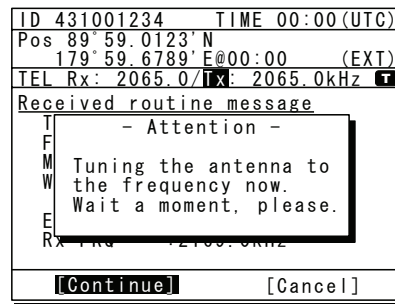 ID 431001234 TIME 00:00(UTC)
Pos 89°59.0123'N
179°59.6789'E@00:00 (EXT)
TEL Rx: 2065.0/Tx: 2065.0kHz T
Received routine message
T
F
M
W
E
- Attention -
Tuning the antenna to
the frequency now.
Wait a moment, please.
[Continue] [Cancel]